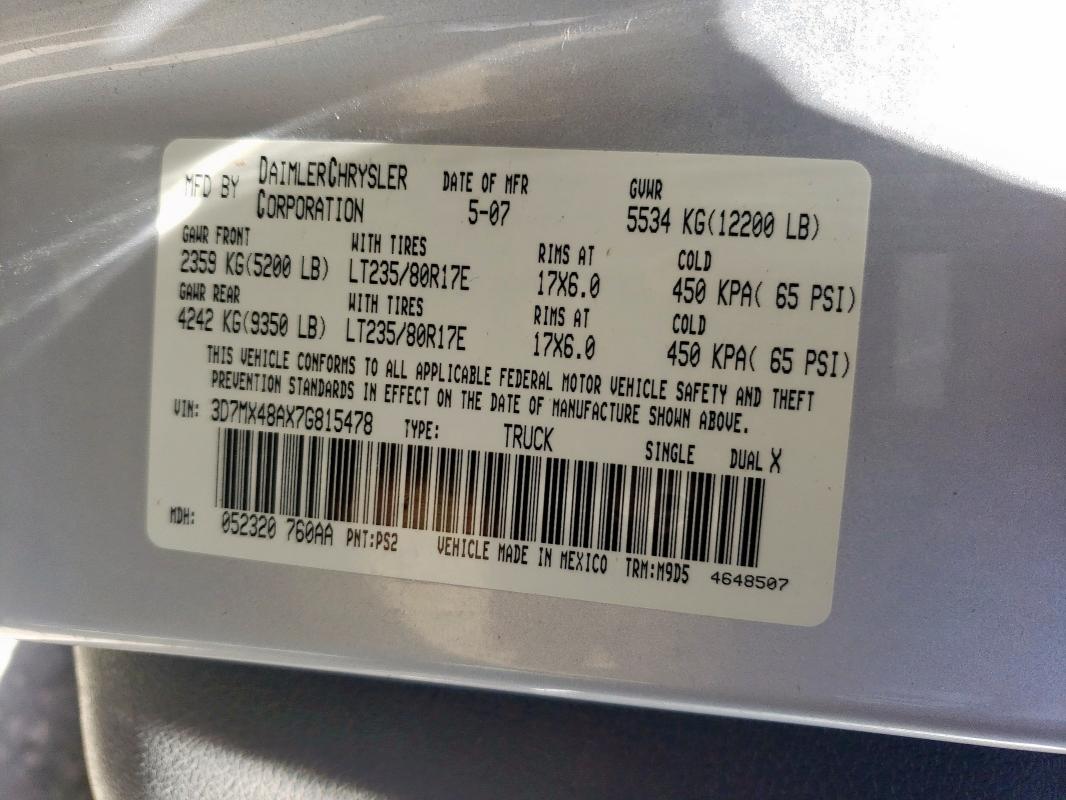 MFD BY DAIMLERCHRYSLER CORPORATION DATE OF MFR 5-07 GVWR 5534 KG(12200 LB)
GAWR FRONT WITH TIRES RIMS AT COLD
2359 KG(5200 LB) LT235/80R17E 17X6.0 450 KPA( 65 PSI)
GAWR REAR WITH TIRES RIMS AT COLD
4242 KG(9350 LB) LT235/80R17E 17X6.0 450 KPA( 65 PSI)
THIS VEHICLE CONFORMS TO ALL APPLICABLE FEDERAL MOTOR VEHICLE SAFETY AND THEFT
PREVENTION STANDARDS IN EFFECT ON THE DATE OF MANUFACTURE SHOWN ABOVE.
VIN: 3D7MX48AX7G815478 TYPE: TRUCK SINGLE DUAL X
MDH: 052320 760AA PNT:PS2 VEHICLE MADE IN MEXICO TRM:M9D5 4648507